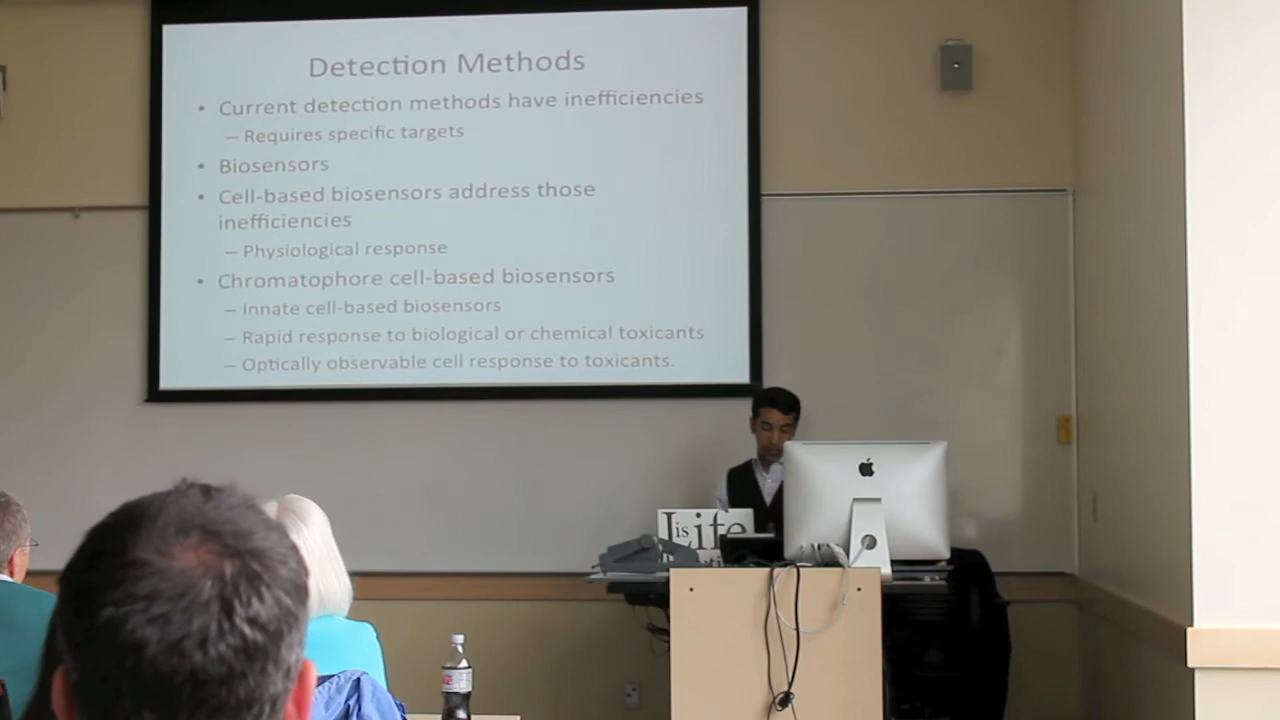 Detection Methods
• Current detection methods have inefficiencies
– Requires specific targets
• Biosensors
• Cell-based biosensors address those
inefficiencies
– Physiological response
• Chromatophore cell-based biosensors
– Innate cell-based biosensors
– Rapid response to biological or chemical toxicants
– Optically observable cell response to toxicants.
Life
is